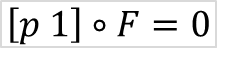 [p 1] ∘ F = 0